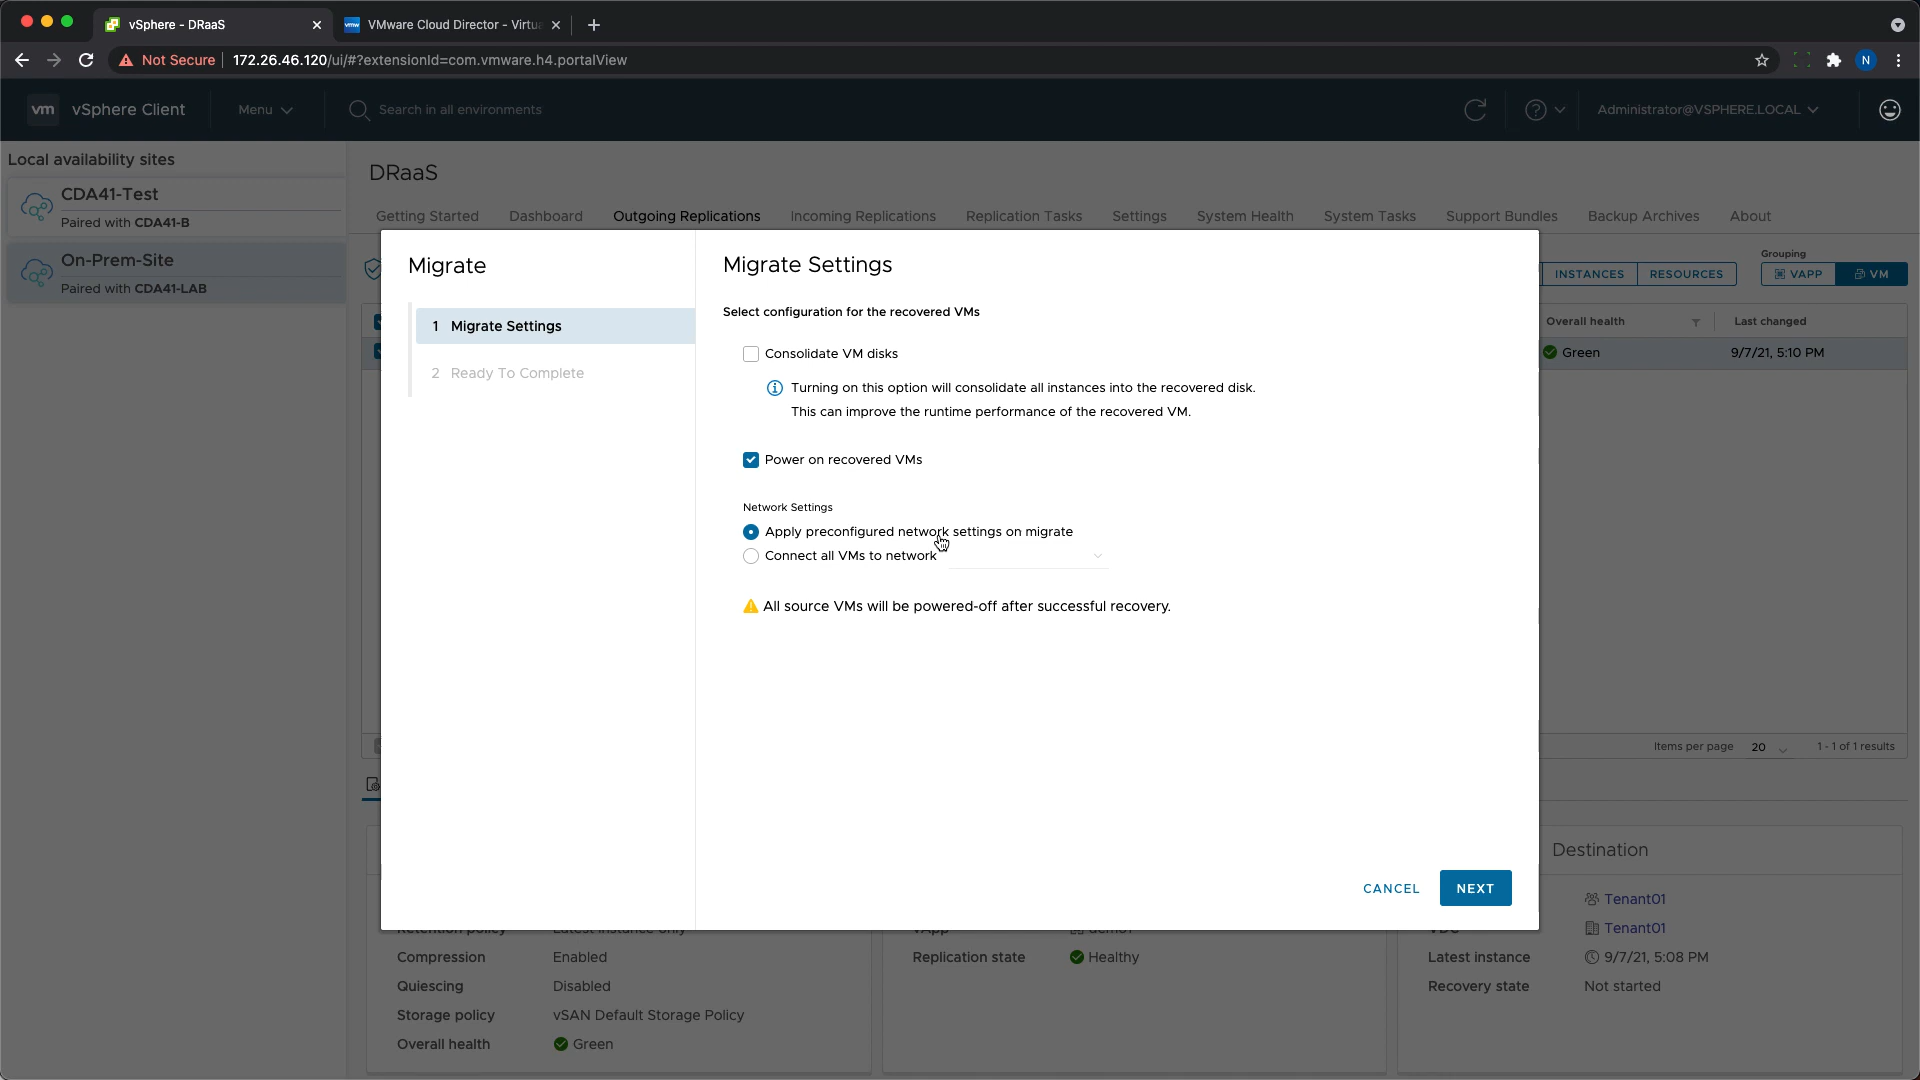 vSphere - DRaaS
vmw VMware Cloud Director - Virtua
Not Secure 172.26.46.120/ui/#?extensionId=com.vmware.h4.portalView
N
vm vSphere Client Menu Search in all environments Administrator@VSPHERE.LOCAL
Local availability sites
CDA41-Test
Paired with CDA41-B
On-Prem-Site
Paired with CDA41-LAB
DRaaS
Getting Started Dashboard Outgoing Replications Incoming Replications Replication Tasks Settings System Health System Tasks Support Bundles Backup Archives About
Grouping
INSTANCES RESOURCES VAPP VM
Overall health Last changed
Green 9/7/21, 5:10 PM
Items per page 20 1 - 1 of 1 results
Migrate
1 Migrate Settings
2 Ready To Complete
Migrate Settings
Select configuration for the recovered VMs
Consolidate VM disks
Turning on this option will consolidate all instances into the recovered disk.
This can improve the runtime performance of the recovered VM.
Power on recovered VMs
Network Settings
Apply preconfigured network settings on migrate
Connect all VMs to network
All source VMs will be powered-off after successful recovery.
CANCEL NEXT
Compression Enabled
Quiescing Disabled
Storage policy vSAN Default Storage Policy
Overall health Green
Replication state Healthy
Destination
Tenant01
Tenant01
Latest instance 9/7/21, 5:08 PM
Recovery state Not started